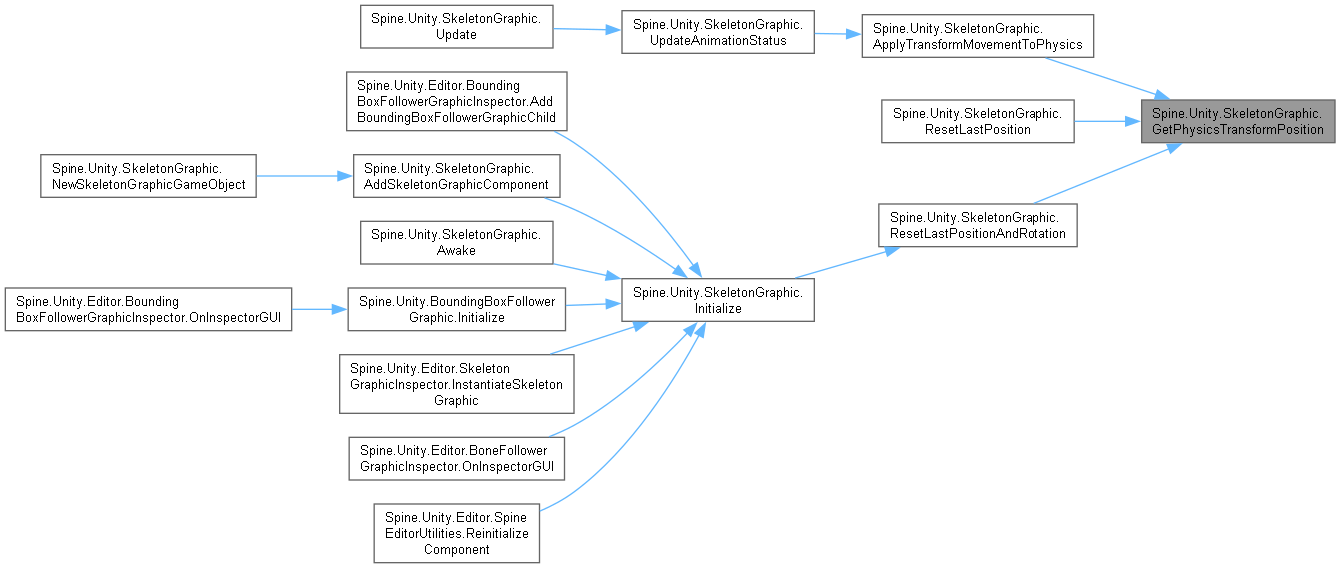 Spine.Unity.SkeletonGraphic.
Update
Spine.Unity.SkeletonGraphic.
UpdateAnimationStatus
Spine.Unity.SkeletonGraphic.
ApplyTransformMovementToPhysics
Spine.Unity.Editor.Bounding
BoxFollowerGraphicInspector.Add
BoundingBoxFollowerGraphicChild
Spine.Unity.SkeletonGraphic.
ResetLastPosition
Spine.Unity.SkeletonGraphic.
GetPhysicsTransformPosition
Spine.Unity.SkeletonGraphic.
NewSkeletonGraphicGameObject
Spine.Unity.SkeletonGraphic.
AddSkeletonGraphicComponent
Spine.Unity.SkeletonGraphic.
Awake
Spine.Unity.SkeletonGraphic.
ResetLastPositionAndRotation
Spine.Unity.Editor.Bounding
BoxFollowerGraphicInspector.OnInspectorGUI
Spine.Unity.BoundingBoxFollower
Graphic.Initialize
Spine.Unity.SkeletonGraphic.
Initialize
Spine.Unity.Editor.Skeleton
GraphicInspector.InstantiateSkeleton
Graphic
Spine.Unity.Editor.BoneFollower
GraphicInspector.OnInspectorGUI
Spine.Unity.Editor.Spine
EditorUtilities.Reinitialize
Component